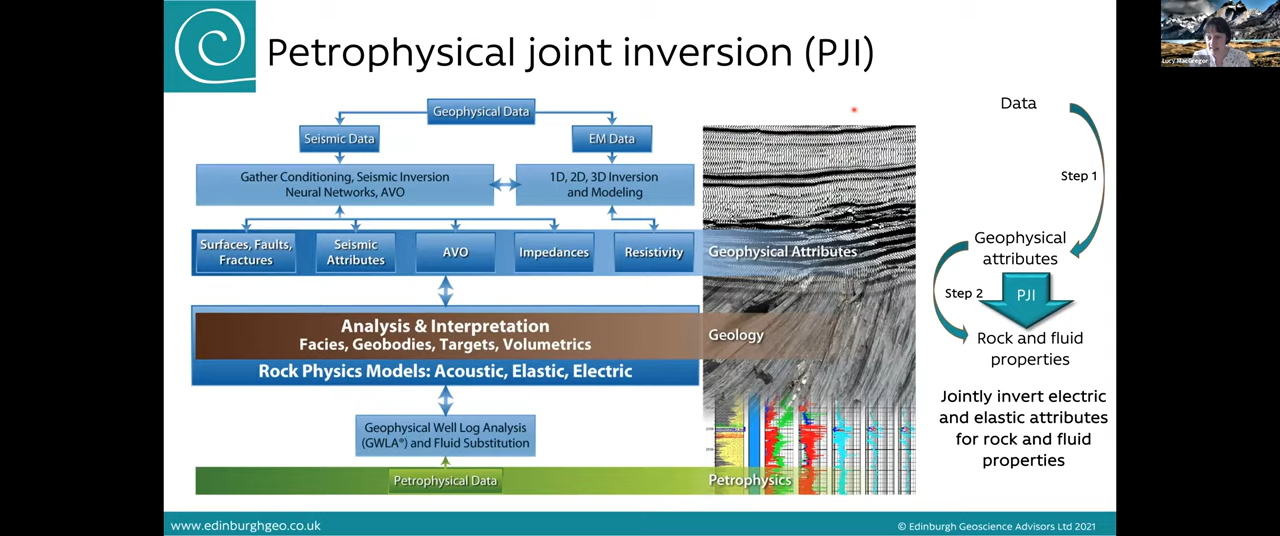 Petrophysical joint inversion (PJI)
Lucy MacGregor
Geophysical Data
Seismic Data
EM Data
Gather Conditioning, Seismic Inversion
Neural Networks, AVO
1D, 2D, 3D Inversion
and Modeling
Surfaces, Faults,
Fractures
Seismic
Attributes
AVO
Impedances
Resistivity
Geophysical Attributes
Analysis & Interpretation
Facies, Geobodies, Targets, Volumetrics
Geology
Rock Physics Models: Acoustic, Elastic, Electric
Geophysical Well Log Analysis
(GWLA®) and Fluid Substitution
Petrophysical Data
Petrophysics
Data
Step 1
Geophysical
attributes
Step 2
PJI
Rock and fluid
properties
Jointly invert electric
and elastic attributes
for rock and fluid
properties
www.edinburghgeo.co.uk
© Edinburgh Geoscience Advisors Ltd 2021